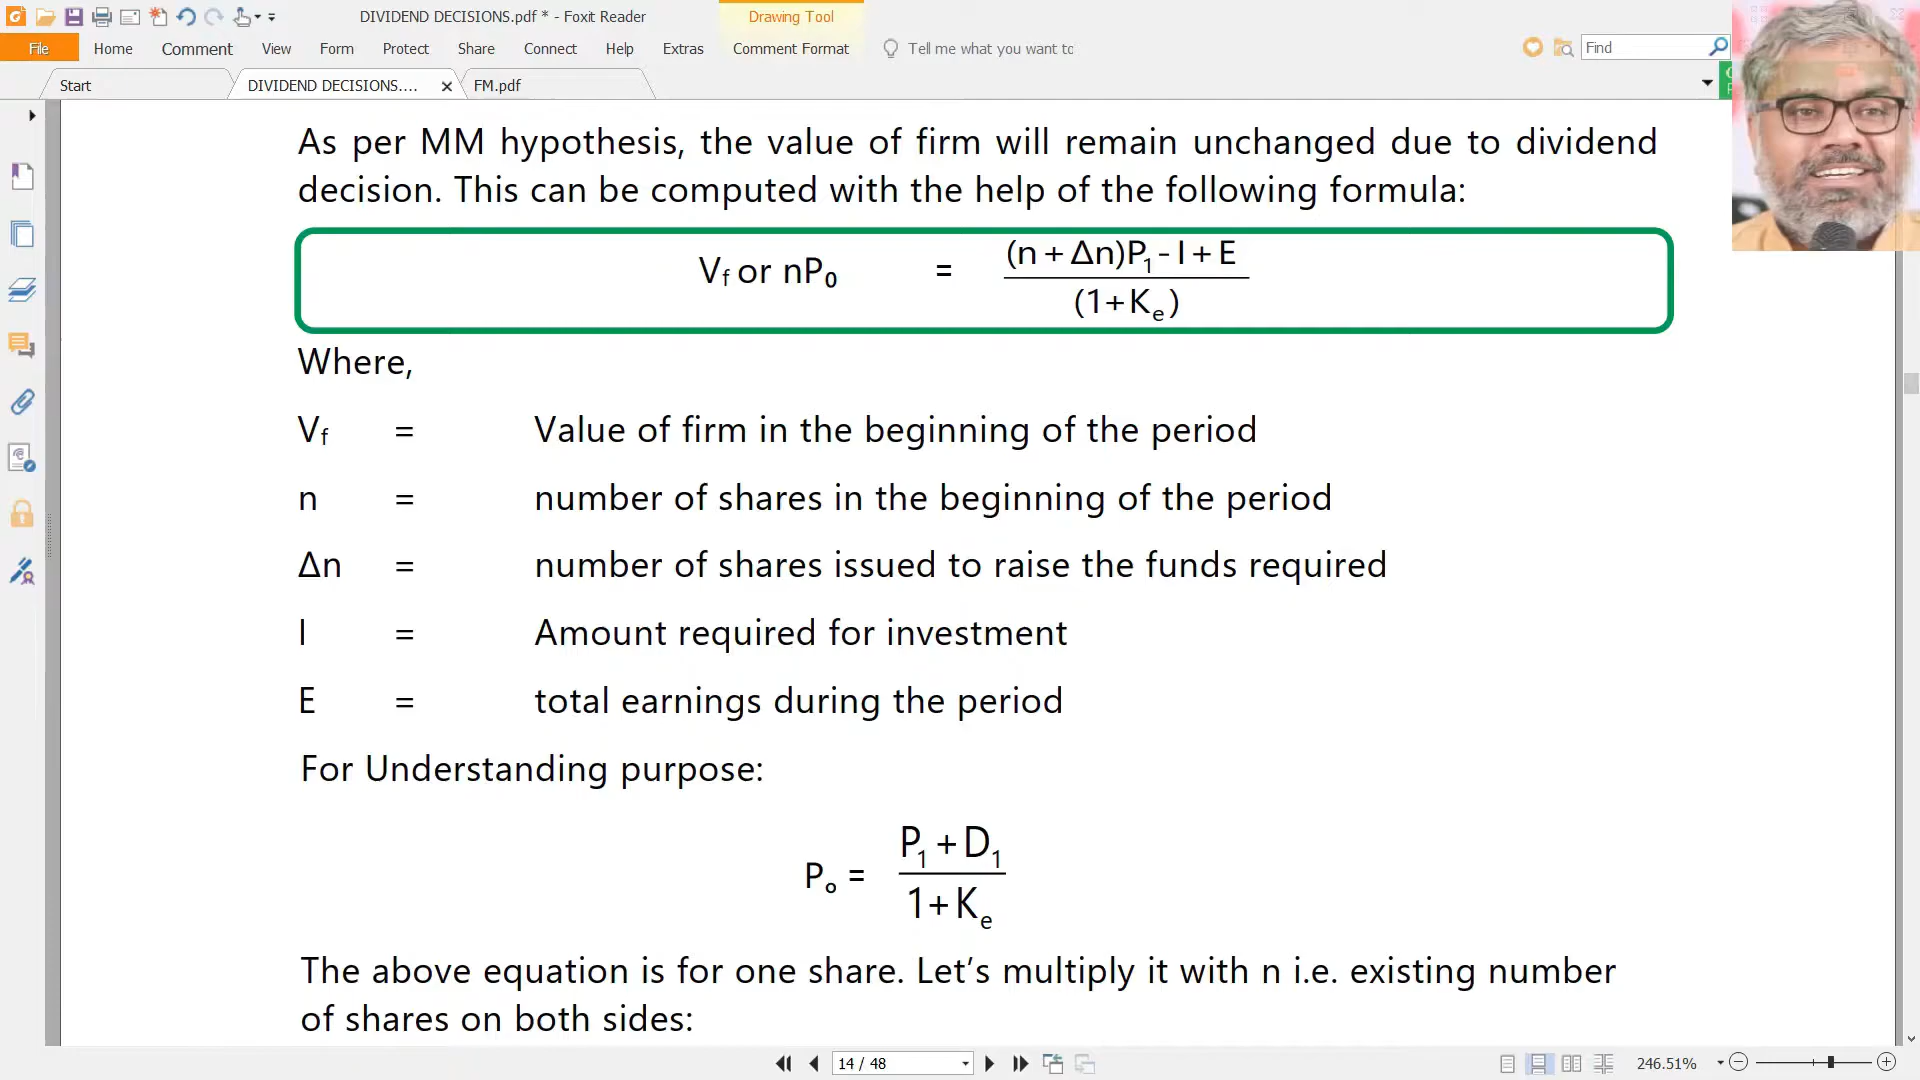 DIVIDEND DECISIONS.pdf * - Foxit Reader
Drawing Tool
File Home Comment View Form Protect Share Connect Help Extras Comment Format Tell me what you want to Find
Start DIVIDEND DECISIONS.... FM.pdf
As per MM hypothesis, the value of firm will remain unchanged due to dividend
decision. This can be computed with the help of the following formula:
Vf or nP0 = (n + Δn)P1 - I + E
(1+Ke)
Where,
Vf = Value of firm in the beginning of the period
n = number of shares in the beginning of the period
Δn = number of shares issued to raise the funds required
I = Amount required for investment
E = total earnings during the period
For Understanding purpose:
Po = P1 + D1
1+ Ke
The above equation is for one share. Let’s multiply it with n i.e. existing number
of shares on both sides:
14 / 48 246.51%